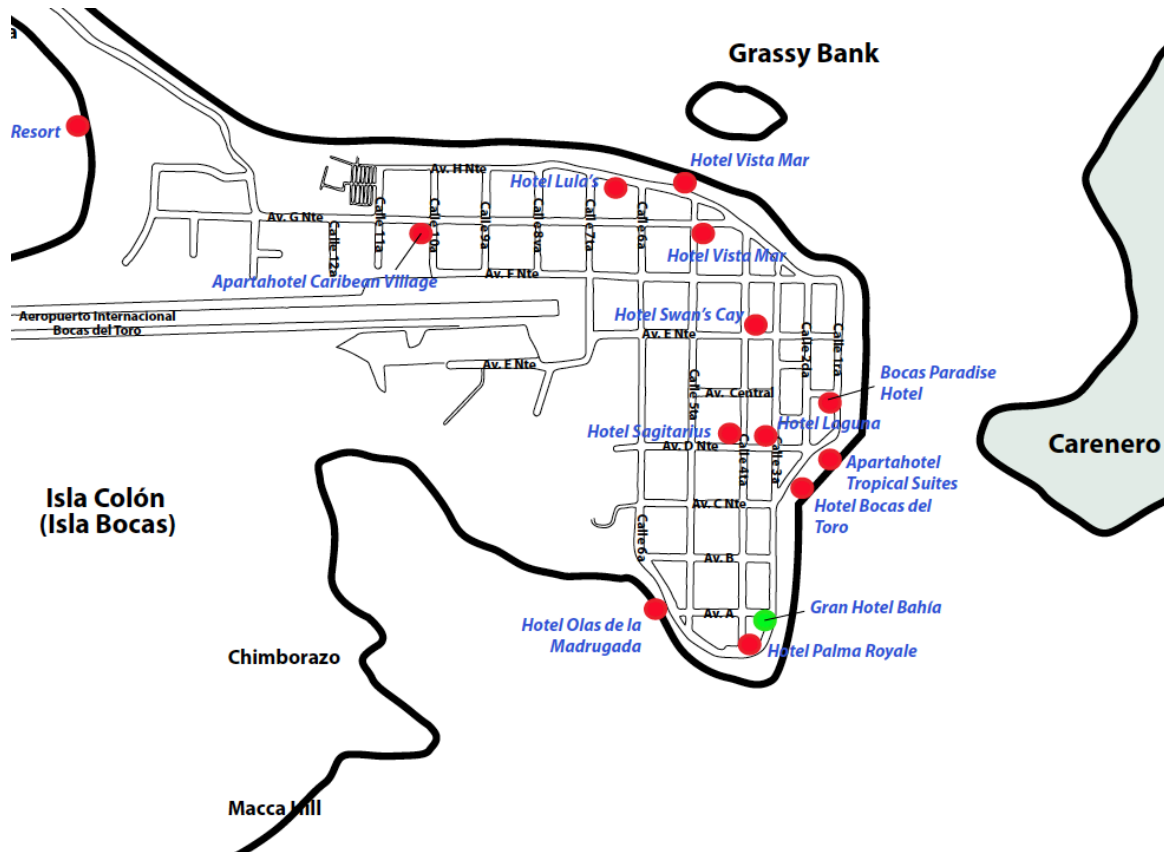 a
Grassy Bank
Resort
Hotel Vista Mar
Av. H Nte
Hotel Lula's
Calle 12a
Calle 11a
Calle 10a
Calle 9a
Calle 8va
Calle 7ta
Calle 6a
Av. G Nte
Hotel Vista Mar
Apartahotel Caribean Village
Av. F Nte
Aeropuerto Internacional
Bocas del Toro
Hotel Swan's Cay
Av. E Nte
Calle 2da
Calle 1ra
Av. E Nte
Bocas Paradise
Hotel
Calle 5ta
Av. Central
Hotel Sagitarius
Hotel Laguna
Av. D Nte
Calle 4ta
Calle 3a
Carenero
Apartahotel
Tropical Suites
Isla Colón
(Isla Bocas)
Av. C Nte
Hotel Bocas del
Toro
Calle 6a
Av. B
Gran Hotel Bahía
Av. A
Hotel Olas de la
Madrugada
Hotel Palma Royale
Chimborazo
Macca Hill